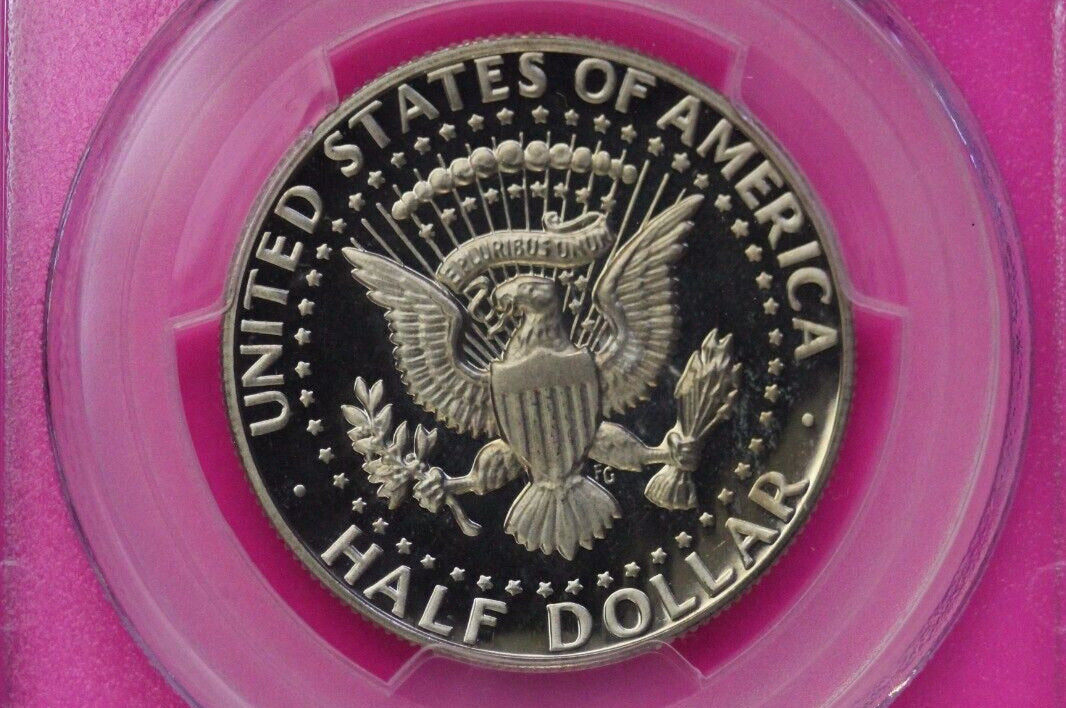 UNITED STATES OF AMERICA
E PLURIBUS UNUM
FG
· HALF DOLLAR ·